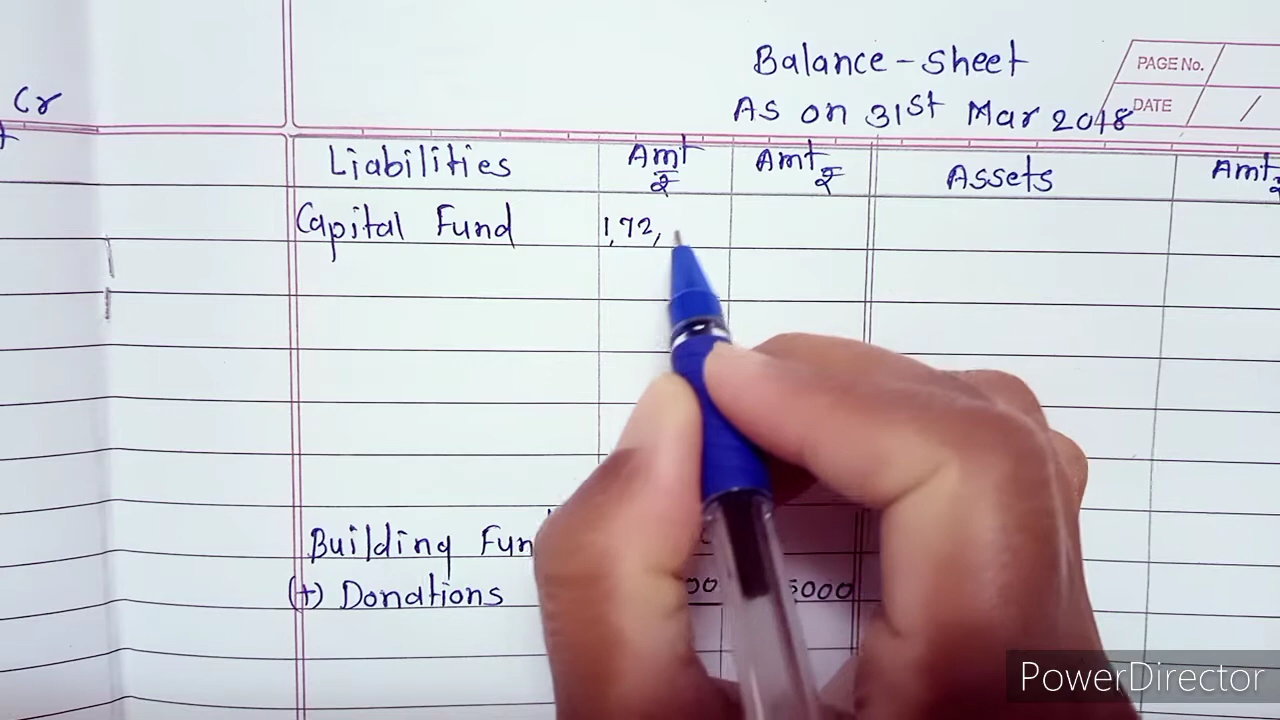 Balance - Sheet
PAGE No.
As on 31st Mar 2018
DATE /
Cr
Liabilities Amt ₹ Amt ₹ Assets Amt ₹
Capital Fund 1,72,
Building Fun
(+) Donations 00 5000
PowerDirector